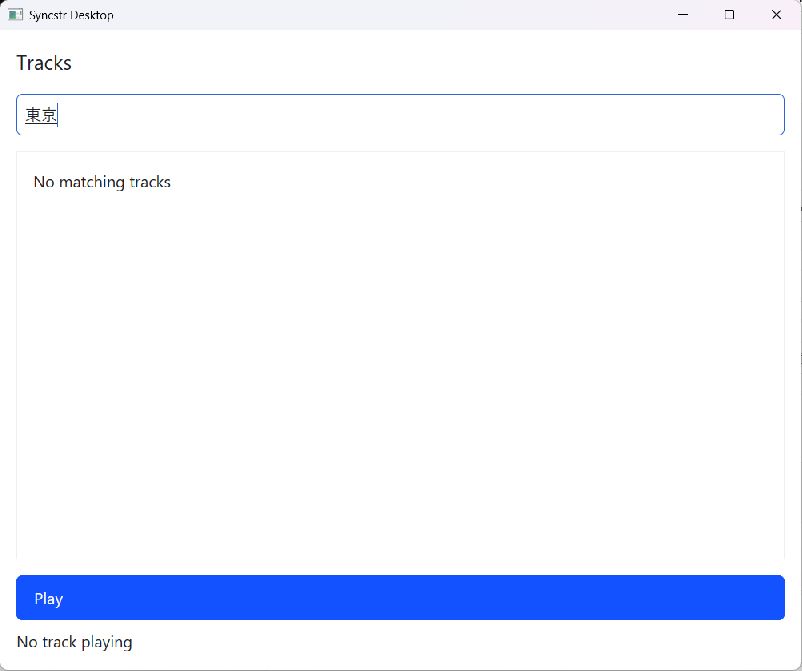 Syncstr Desktop
Tracks
東京
No matching tracks
Play
No track playing